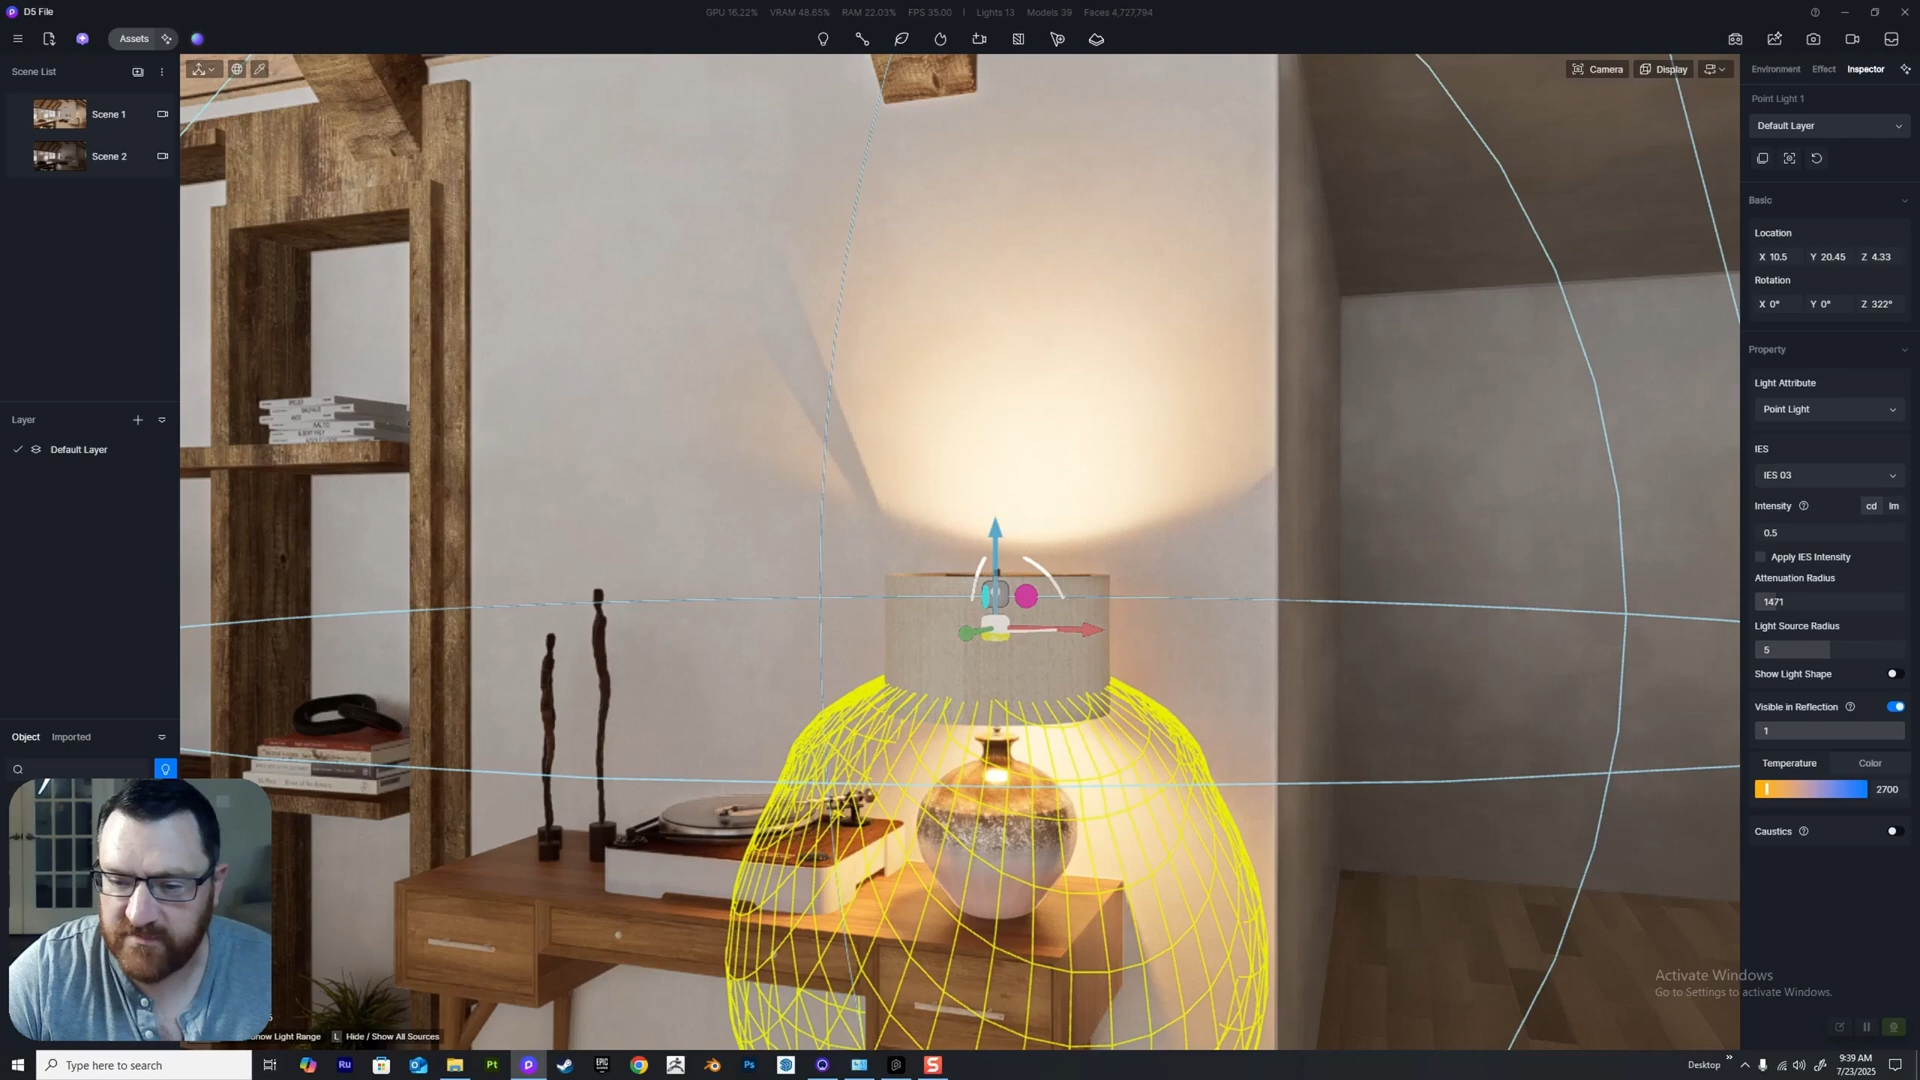 D5 File
GPU 16.22% VRAM 48.65% RAM 22.03% FPS 35.00 | Lights 13 Models 39 Faces 4,727,794
Assets
Scene List
Scene 1
Scene 2
Layer
Default Layer
Object Imported
Camera
Display
Environment Effect Inspector
Point Light 1
Default Layer
Basic
Location
X 10.5 Y 20.45 Z 4.33
Rotation
X 0° Y 0° Z 322°
Property
Light Attribute
Point Light
IES
IES 03
Intensity cd lm
0.5
Apply IES Intensity
Attenuation Radius
1471
Light Source Radius
5
Show Light Shape
Visible in Reflection
1
Temperature Color
2700
Caustics
Activate Windows
Go to Settings to activate Windows.
how Light Range L Hide / Show All Sources
Type here to search
Ru
Pt
EPIC GAMES
Ps
S
Desktop
9:39 AM
7/23/2025